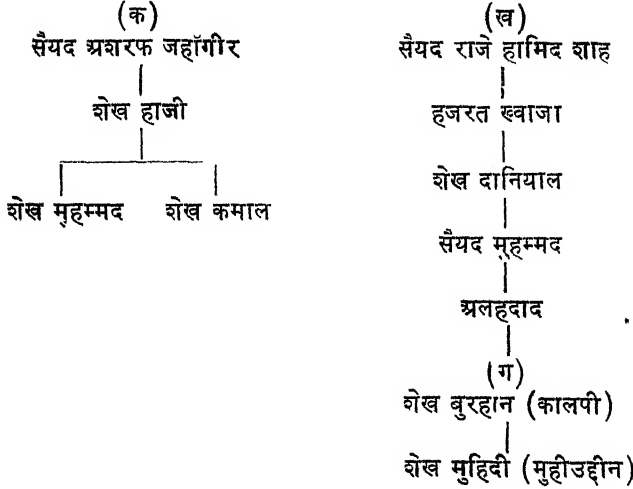 (क)
सैयद अशरफ जहाँगीर
शेख हाजी
शेख मुहम्मद शेख कमाल
(ख)
सैयद राजे हामिद शाह
हजरत ख्वाजा
शेख दानियाल
सैयद मुहम्मद
अलहदाद
(ग)
शेख बुरहान (कालपी)
शेख मुहिदी (मुहीउद्दीन)